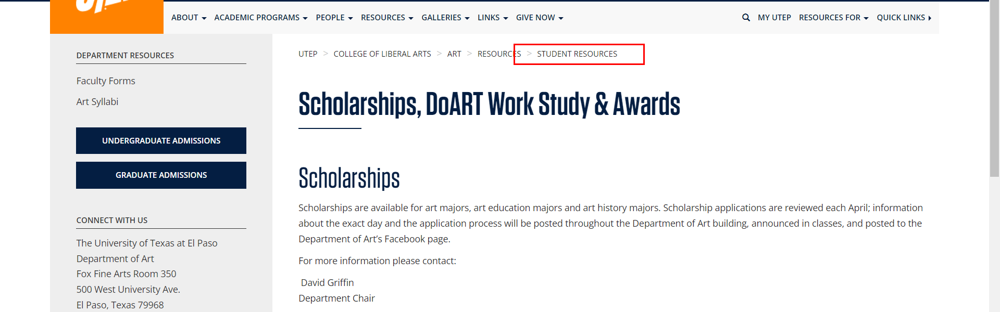 ABOUT ACADEMIC PROGRAMS PEOPLE RESOURCES GALLERIES LINKS GIVE NOW MY UTEP RESOURCES FOR QUICK LINKS
DEPARTMENT RESOURCES
Faculty Forms
Art Syllabi
UNDERGRADUATE ADMISSIONS
GRADUATE ADMISSIONS
CONNECT WITH US
The University of Texas at El Paso
Department of Art
Fox Fine Arts Room 350
500 West University Ave.
El Paso, Texas 79968
UTEP > COLLEGE OF LIBERAL ARTS > ART > RESOURCES > STUDENT RESOURCES
Scholarships, DoART Work Study & Awards
Scholarships
Scholarships are available for art majors, art education majors and art history majors. Scholarship applications are reviewed each April; information
about the exact day and the application process will be posted throughout the Department of Art building, announced in classes, and posted to the
Department of Art’s Facebook page.
For more information please contact:
David Griffin
Department Chair